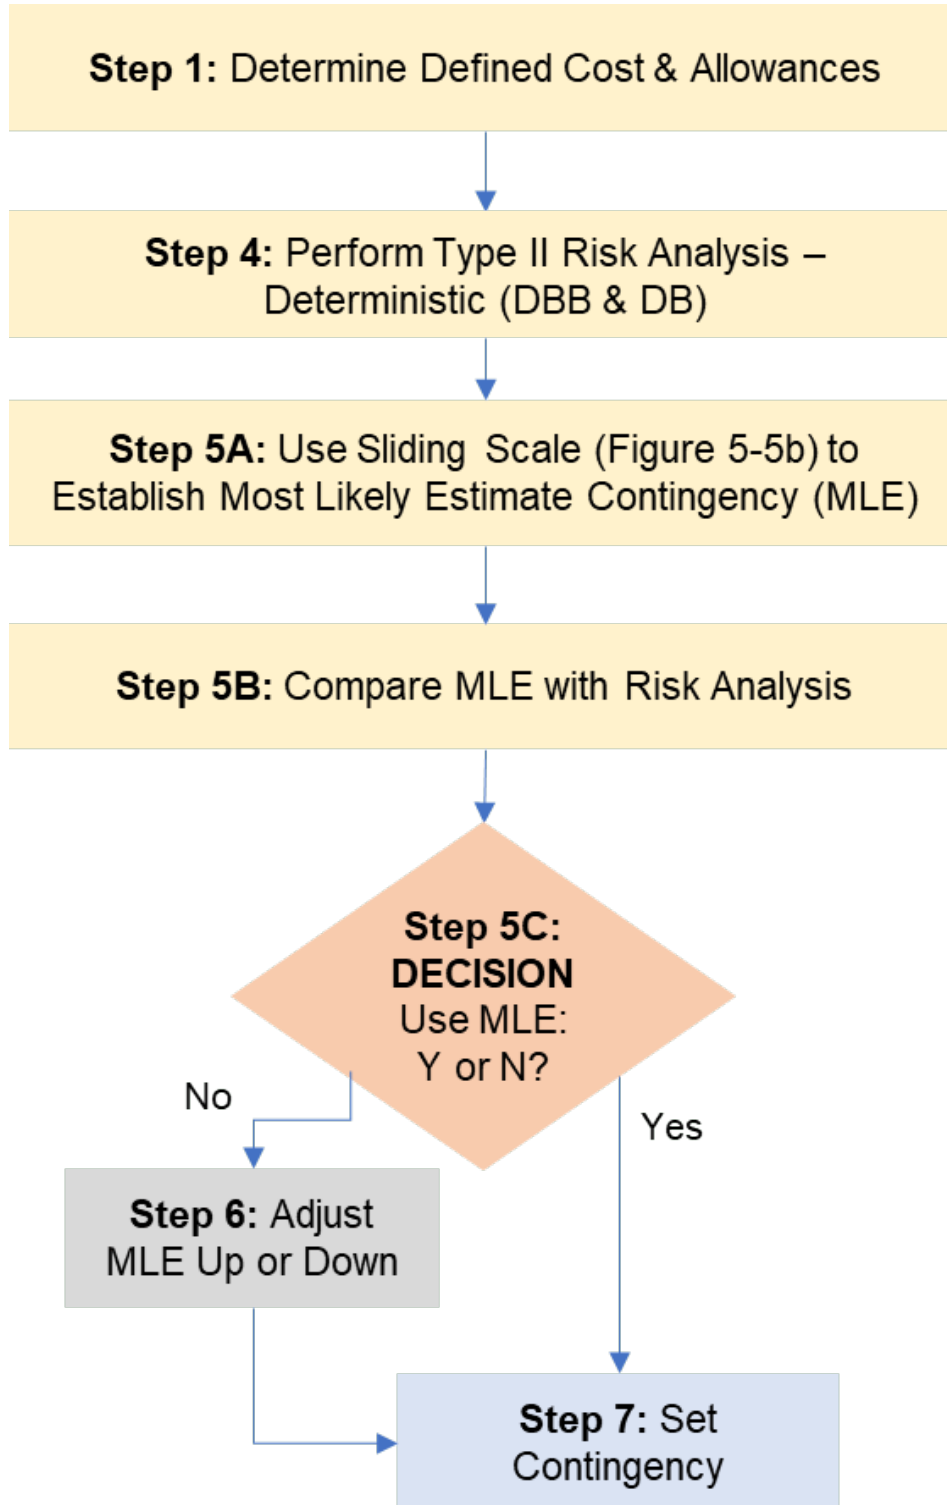 Step 1: Determine Defined Cost & Allowances
Step 4: Perform Type II Risk Analysis –
Deterministic (DBB & DB)
Step 5A: Use Sliding Scale (Figure 5-5b) to
Establish Most Likely Estimate Contingency (MLE)
Step 5B: Compare MLE with Risk Analysis
Step 5C:
DECISION
Use MLE:
Y or N?
No
Yes
Step 6: Adjust
MLE Up or Down
Step 7: Set
Contingency